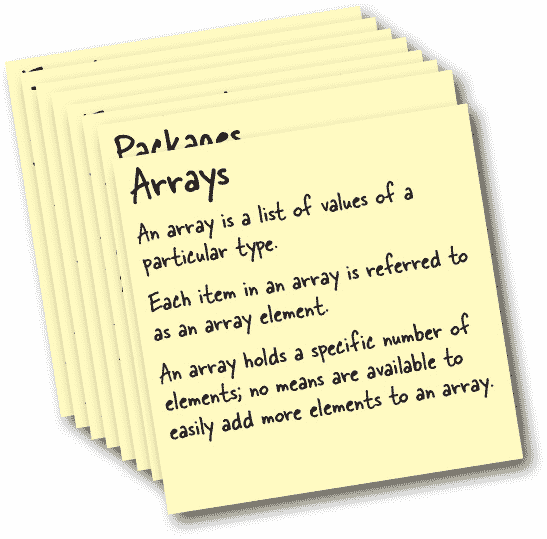 Packages
Arrays
An array is a list of values of a
particular type.
Each item in an array is referred to
as an array element.
An array holds a specific number of
elements; no means are available to
easily add more elements to an array.